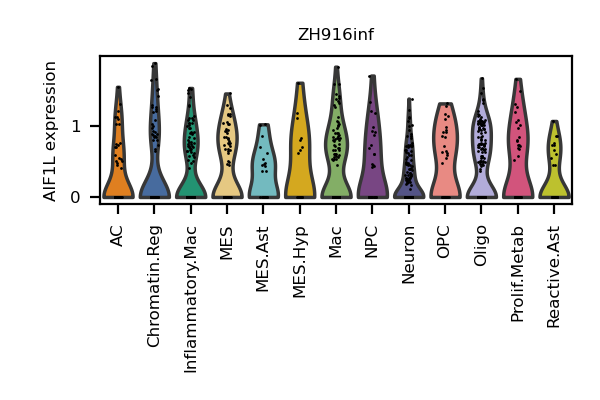 ZH916inf
AIF1L expression
1
0
AC
Chromatin.Reg
Inflammatory.Mac
MES
MES.Ast
MES.Hyp
Mac
NPC
Neuron
OPC
Oligo
Prolif.Metab
Reactive.Ast